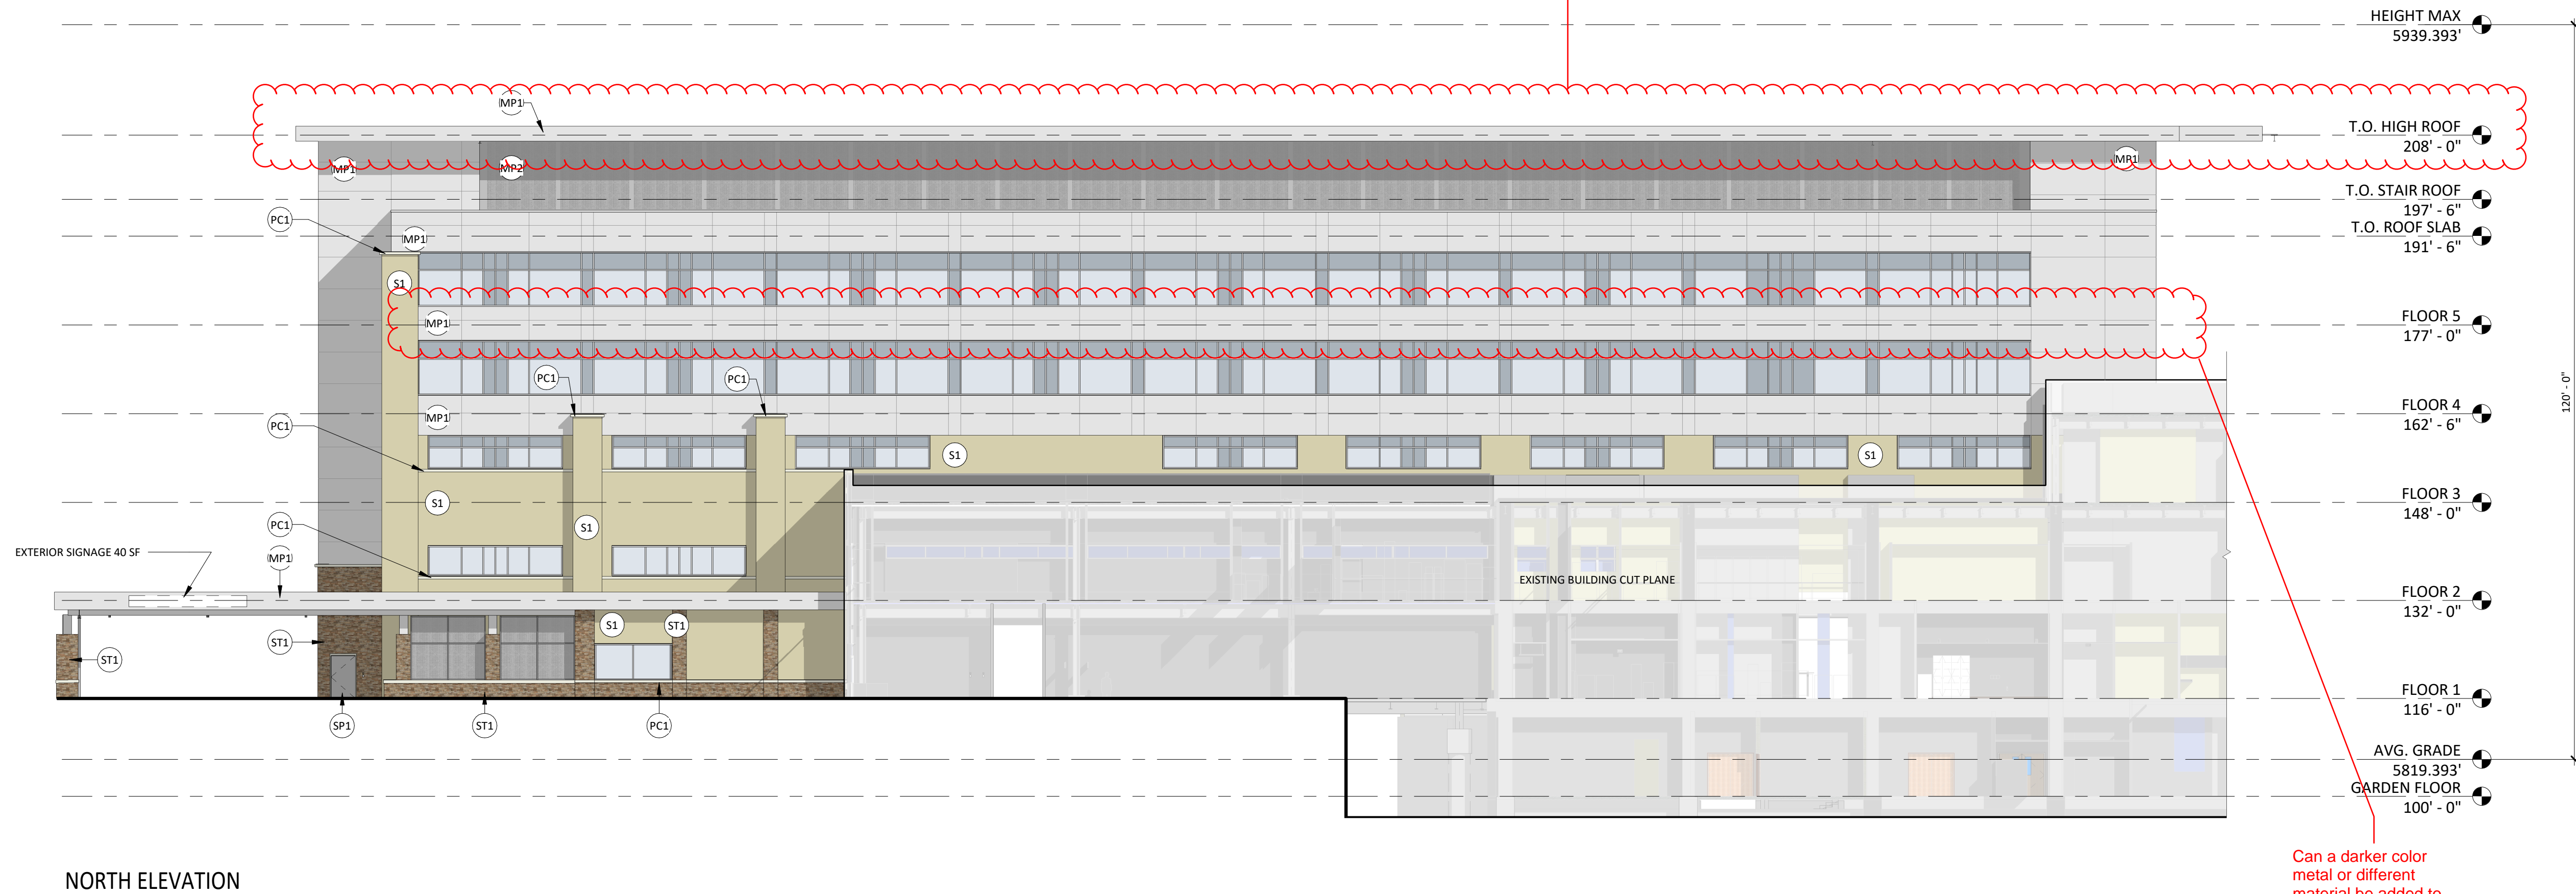 HEIGHT MAX
5939.393'
MP1
T.O. HIGH ROOF
208' - 0"
MP1
MP2
MP1
T.O. STAIR ROOF
197' - 6"
PC1
MP1
T.O. ROOF SLAB
191' - 6"
S1
MP1
FLOOR 5
177' - 0"
PC1
PC1
120' - 0"
MP1
FLOOR 4
162' - 6"
PC1
S1
S1
S1
FLOOR 3
148' - 0"
PC1
S1
EXTERIOR SIGNAGE 40 SF
MP1
EXISTING BUILDING CUT PLANE
FLOOR 2
132' - 0"
S1
ST1
ST1
ST1
FLOOR 1
116' - 0"
SP1
ST1
PC1
AVG. GRADE
5819.393'
GARDEN FLOOR
100' - 0"
Can a darker color
metal or different
material be added to
NORTH ELEVATION